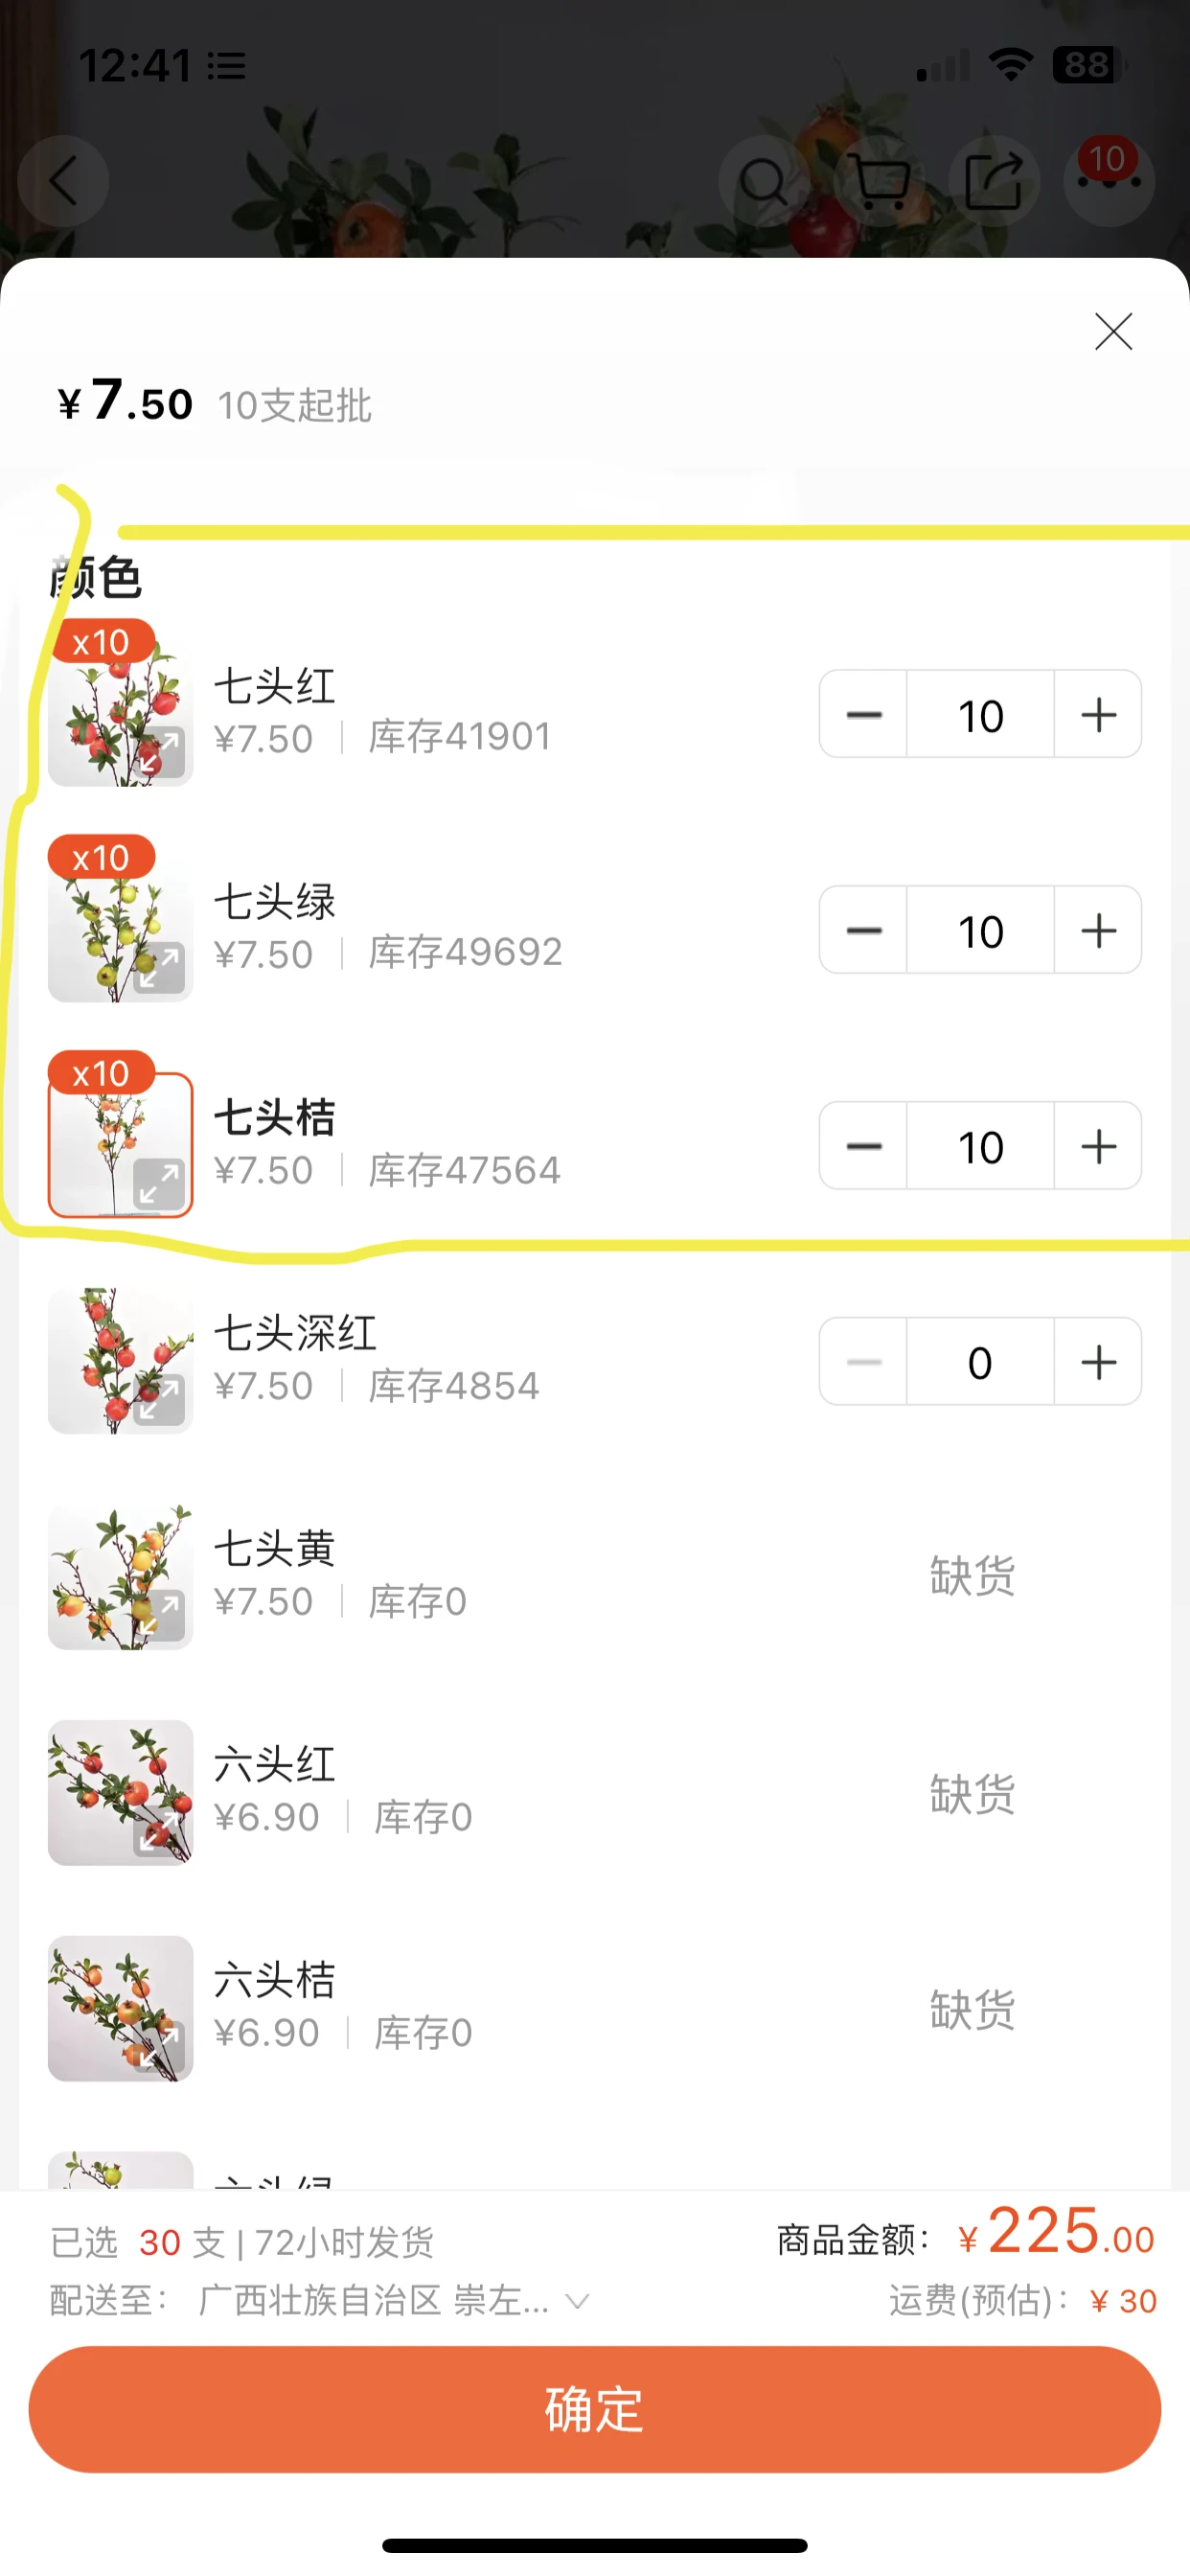 12:41
88
10
¥7.50 10支起批
颜色
x10
七头红
¥7.50 库存41901
10
x10
七头绿
¥7.50 库存49692
10
x10
七头桔
¥7.50 库存47564
10
七头深红
¥7.50 库存4854
0
七头黄
¥7.50 库存0
缺货
六头红
¥6.90 库存0
缺货
六头桔
¥6.90 库存0
缺货
六头绿
已选 30 支 | 72小时发货
商品金额: ¥225.00
配送至: 广西壮族自治区 崇左...
运费(预估): ¥30
确定